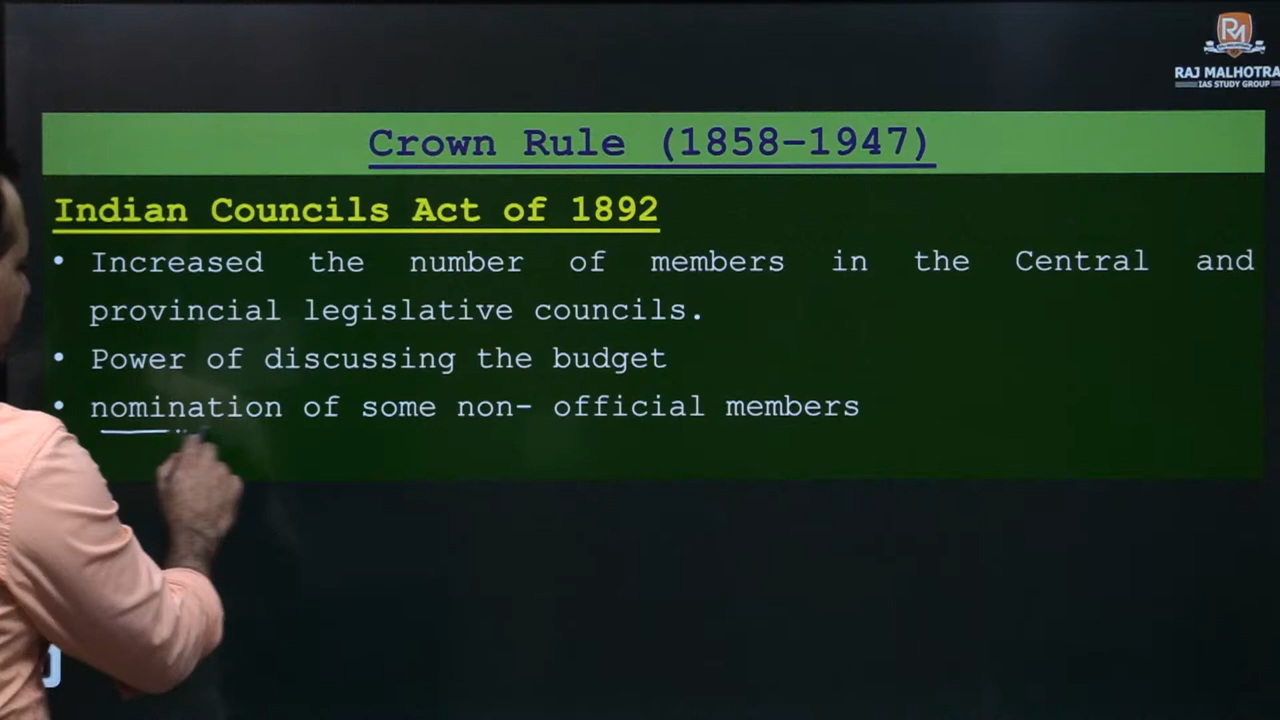 RAJ MALHOTRA
IAS STUDY GROUP
Crown Rule (1858–1947)
Indian Councils Act of 1892
• Increased the number of members in the Central and
provincial legislative councils.
• Power of discussing the budget
• nomination of some non- official members